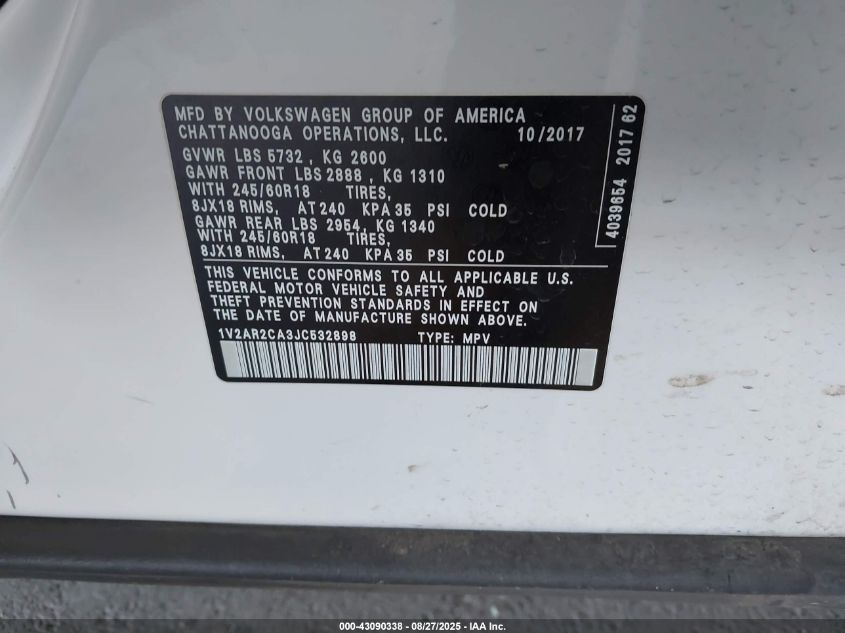 MFD BY VOLKSWAGEN GROUP OF AMERICA
CHATTANOOGA OPERATIONS, LLC. 10/2017
GVWR LBS 5732 , KG 2600
GAWR FRONT LBS 2888 , KG 1310
WITH 245/60R18 TIRES,
8JX18 RIMS, AT 240 KPA 35 PSI COLD
GAWR REAR LBS 2954, KG 1340
WITH 245/60R18 TIRES,
8JX18 RIMS, AT 240 KPA 35 PSI COLD
THIS VEHICLE CONFORMS TO ALL APPLICABLE U.S.
FEDERAL MOTOR VEHICLE SAFETY AND
THEFT PREVENTION STANDARDS IN EFFECT ON
THE DATE OF MANUFACTURE SHOWN ABOVE.
1V2AR2CA3JC532898 TYPE: MPV
4039654 2017 62
000-43090338 - 08/27/2025 - IAA Inc.